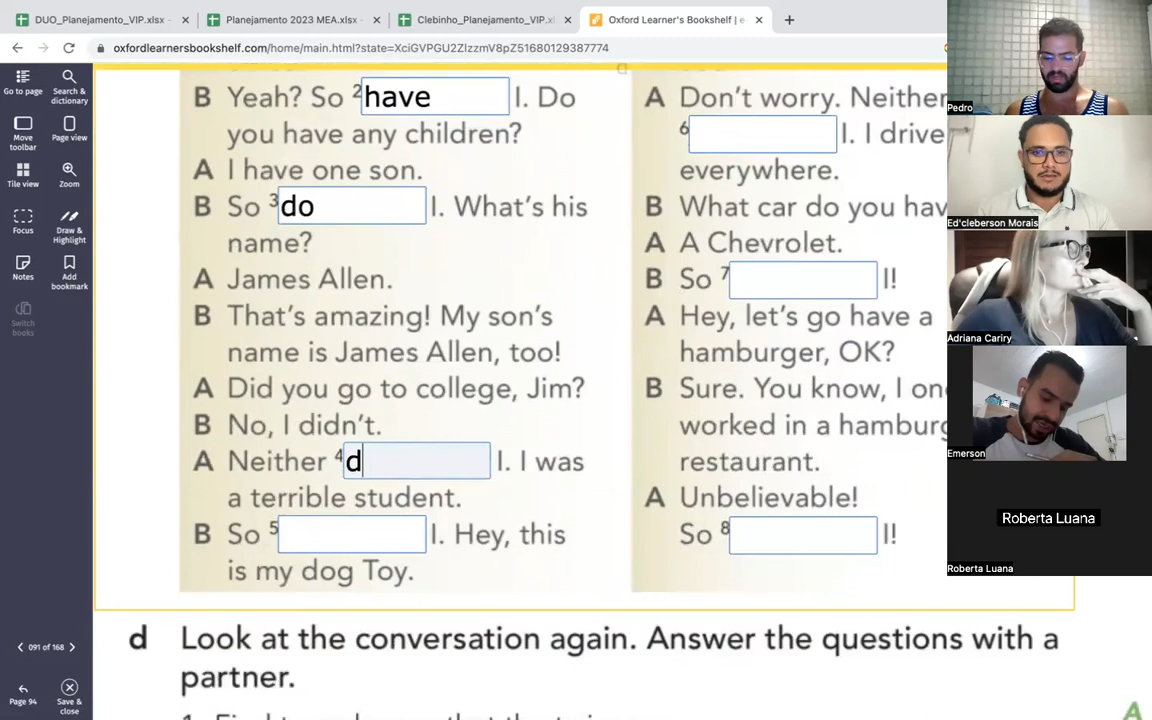 DUO_Planejamento_VIP.xlsx
Planejamento 2023 MEA.xlsx
Clebinho_Planejamento_VIP.xl
Oxford Learner's Bookshelf | e
oxfordlearnersbookshelf.com/home/main.html?state=XciGVPGU2ZIzzmV8pZ51680129387774
Go to page
Search & dictionary
Move toolbar
Page view
Tile view
Zoom
Focus
Draw & Highlight
Notes
Add bookmark
Switch books
091 of 168
Page 94
Save & close
B Yeah? So 2 have I. Do
you have any children?
A I have one son.
B So 3 do I. What's his
name?
A James Allen.
B That's amazing! My son's
name is James Allen, too!
A Did you go to college, Jim?
B No, I didn't.
A Neither 4 d I. I was
a terrible student.
B So 5 I. Hey, this
is my dog Toy.
A Don't worry. Neither
6 I. I drive
everywhere.
B What car do you hav
A A Chevrolet.
B So 7 I!
A Hey, let's go have a
hamburger, OK?
B Sure. You know, I on
worked in a hamburg
restaurant.
A Unbelievable!
So 8 I!
d Look at the conversation again. Answer the questions with a
partner.
A
Pedro
Ed'cleberson Morais
Adriana Cariry
Emerson
Roberta Luana
Roberta Luana